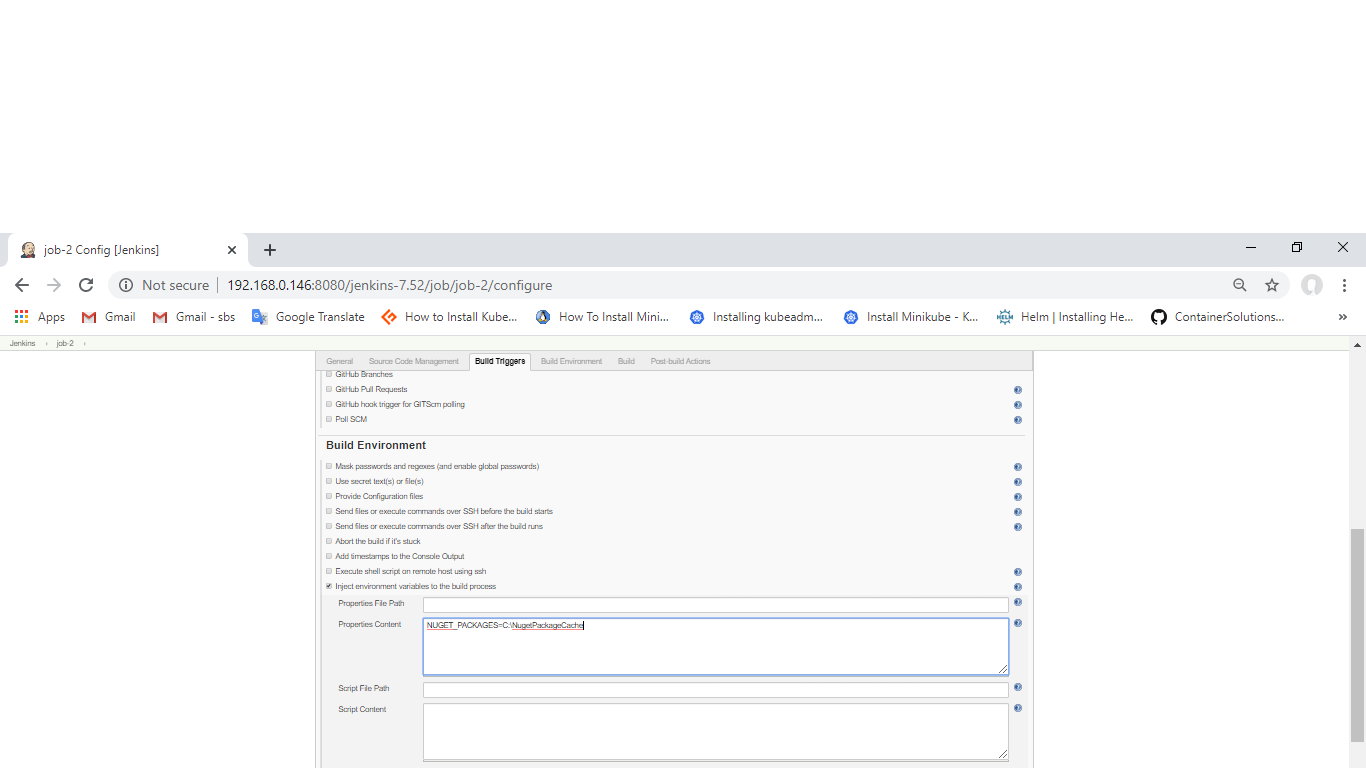 job-2 Config [Jenkins]
Not secure 192.168.0.146:8080/jenkins-7.52/job/job-2/configure
Apps Gmail Gmail - sbs Google Translate How to Install Kube... How To Install Mini... Installing kubeadm... Install Minikube - K... Helm | Installing He... ContainerSolutions... »
Jenkins › job-2 ›
General Source Code Management Build Triggers Build Environment Build Post-build Actions
GitHub Branches
GitHub Pull Requests
GitHub hook trigger for GITScm polling
Poll SCM
Build Environment
Mask passwords and regexes (and enable global passwords)
Use secret text(s) or file(s)
Provide Configuration files
Send files or execute commands over SSH before the build starts
Send files or execute commands over SSH after the build runs
Abort the build if it's stuck
Add timestamps to the Console Output
Execute shell script on remote host using ssh
Inject environment variables to the build process
Properties File Path
Properties Content NUGET_PACKAGES=C:\NugetPackageCache
Script File Path
Script Content